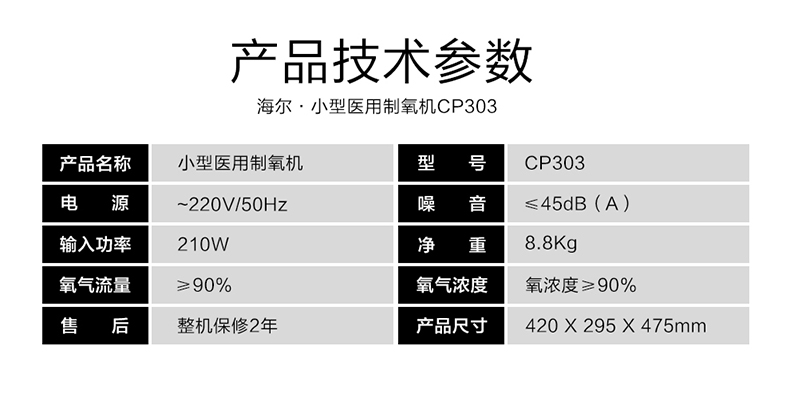 产品技术参数
海尔·小型医用制氧机CP303
产品名称 小型医用制氧机 型 号 CP303
电 源 ~220V/50Hz 噪 音 ≤45dB（A）
输入功率 210W 净 重 8.8Kg
氧气流量 ≥90% 氧气浓度 氧浓度≥90%
售 后 整机保修2年 产品尺寸 420 X 295 X 475mm